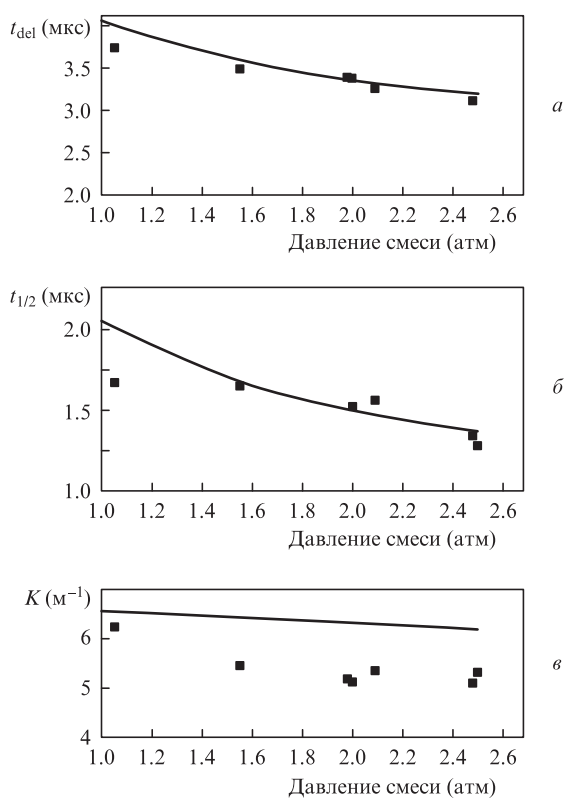 t_del (мкс)
3.5
3.0
2.5
2.0
1.0 1.2 1.4 1.6 1.8 2.0 2.2 2.4 2.6
Давление смеси (атм)
а
t_1/2 (мкс)
2.0
1.5
1.0
1.0 1.2 1.4 1.6 1.8 2.0 2.2 2.4 2.6
Давление смеси (атм)
б
K (м⁻¹)
6
5
4
1.0 1.2 1.4 1.6 1.8 2.0 2.2 2.4 2.6
Давление смеси (атм)
в